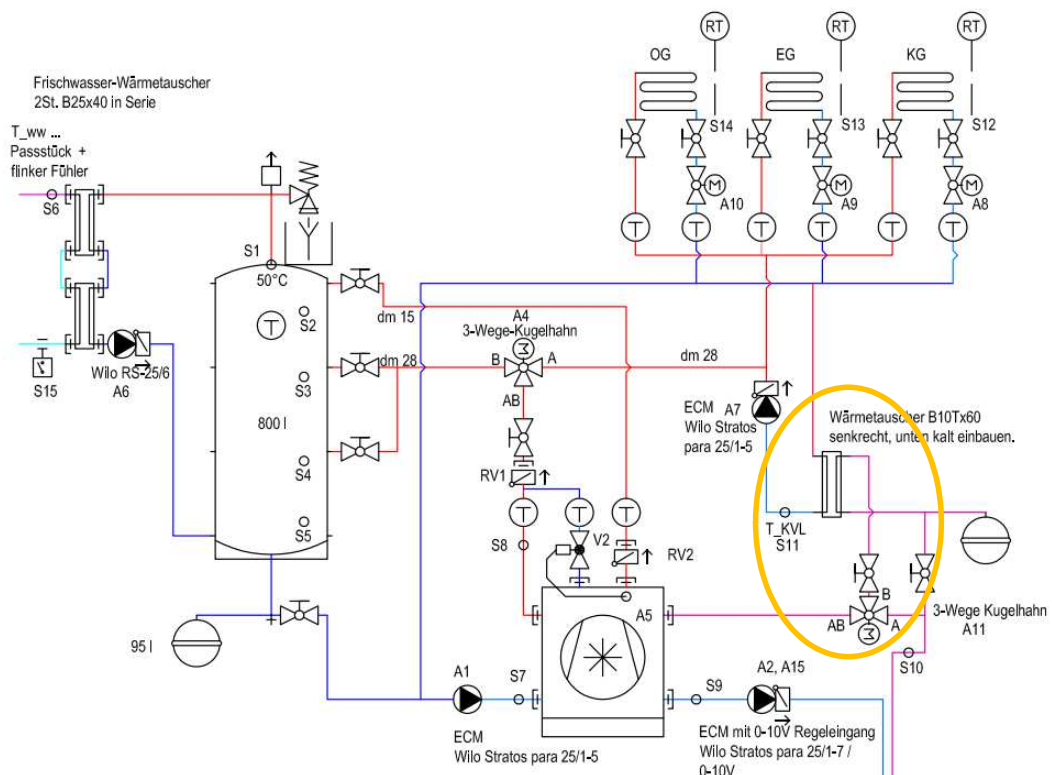 RT
RT
RT
OG
EG
KG
Frischwasser-Wärmetauscher
2St. B25x40 in Serie
T_ww ...
Passstück +
flinker Fühler
S14
S13
S12
M
M
M
S6
A10
A9
A8
T
T
T
T
T
T
S1
50°C
S2
T
dm 15
A4
3-Wege-Kugelhahn
M
B
A
dm 28
dm 28
S15
Wilo RS-25/6
A6
S3
AB
800 l
ECM
A7
Wilo Stratos
para 25/1-5
Wärmetauscher B10Tx60
senkrecht, unten kalt einbauen.
S4
RV1
T
T
T
S5
S8
V2
RV2
T_KVL
S11
B
AB
A
M
3-Wege Kugelhahn
A11
A5
95 l
S10
A1
S7
S9
A2, A15
ECM
Wilo Stratos para 25/1-5
ECM mit 0-10V Regeleingang
Wilo Stratos para 25/1-7 /
0-10V